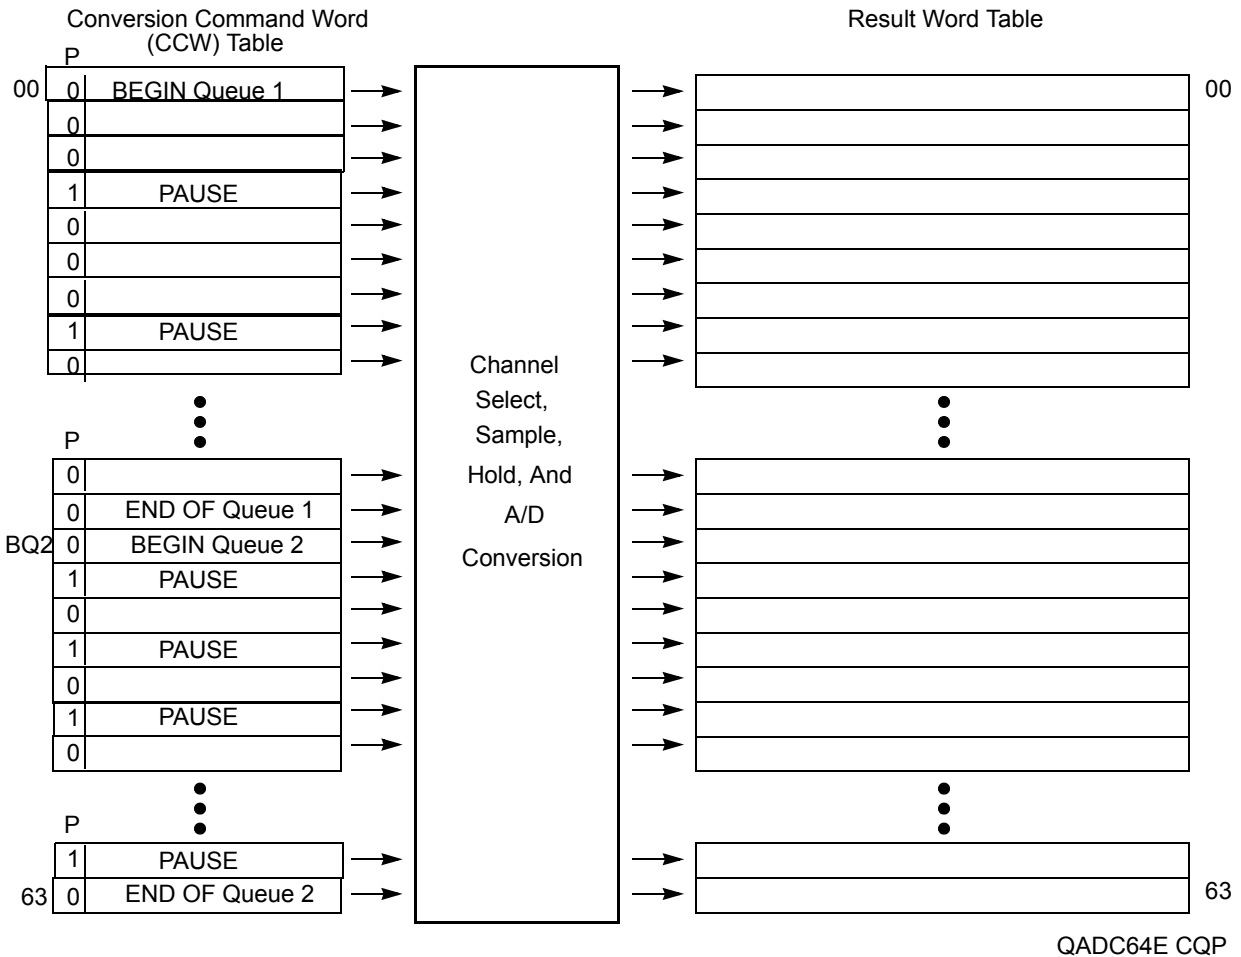 Conversion Command Word
(CCW) Table
Result Word Table
P
00 0 BEGIN Queue 1 00
0
0
1 PAUSE
0
0
0
1 PAUSE
0
Channel
Select,
Sample,
Hold, And
A/D
Conversion
P
0
0 END OF Queue 1
BQ2 0 BEGIN Queue 2
1 PAUSE
0
1 PAUSE
0
1 PAUSE
0
P
1 PAUSE
63 0 END OF Queue 2 63
QADC64E CQP